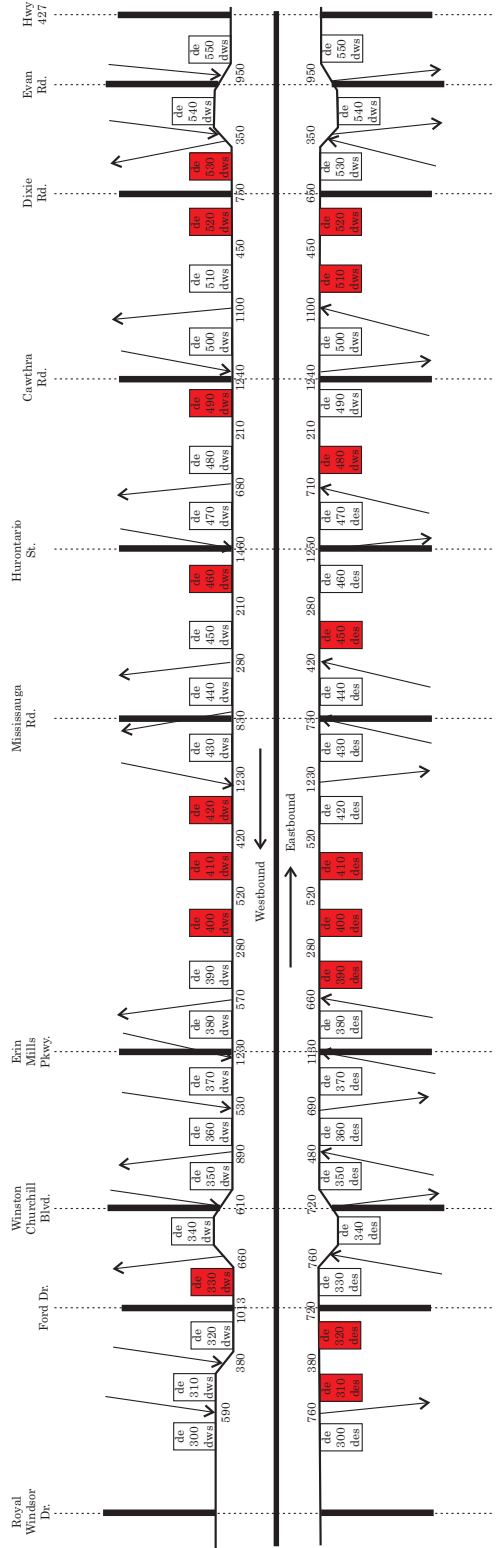 Royal
Windsor
Dr.
Ford Dr.
Winston
Churchill
Blvd.
Erin
Mills
Pkwy.
Mississauga
Rd.
Hurontario
St.
Cawthra
Rd.
Dixie
Rd.
Evan
Rd.
Hwy
427
de
300
dws
de
310
dws
de
320
dws
de
330
dws
de
340
dws
de
350
dws
de
360
dws
de
370
dws
de
380
dws
de
390
dws
de
400
dws
de
410
dws
de
420
dws
de
430
dws
de
440
dws
de
450
dws
de
460
dws
de
470
dws
de
480
dws
de
490
dws
de
500
dws
de
510
dws
de
520
dws
de
530
dws
de
540
dws
de
550
dws
590
380
1013
660
610
890
530
1230
570
280
520
420
1230
830
280
210
1460
680
210
1240
1100
450
750
350
950
Westbound
Eastbound
760
380
720
760
720
480
690
1130
660
280
520
520
1230
730
420
280
1250
710
210
1240
1100
450
650
350
950
de
300
des
de
310
des
de
320
des
de
330
des
de
340
des
de
350
des
de
360
des
de
370
des
de
380
des
de
390
des
de
400
des
de
410
des
de
420
des
de
430
des
de
440
des
de
450
des
de
460
des
de
470
des
de
480
dws
de
490
dws
de
500
dws
de
510
dws
de
520
dws
de
530
dws
de
540
dws
de
550
dws